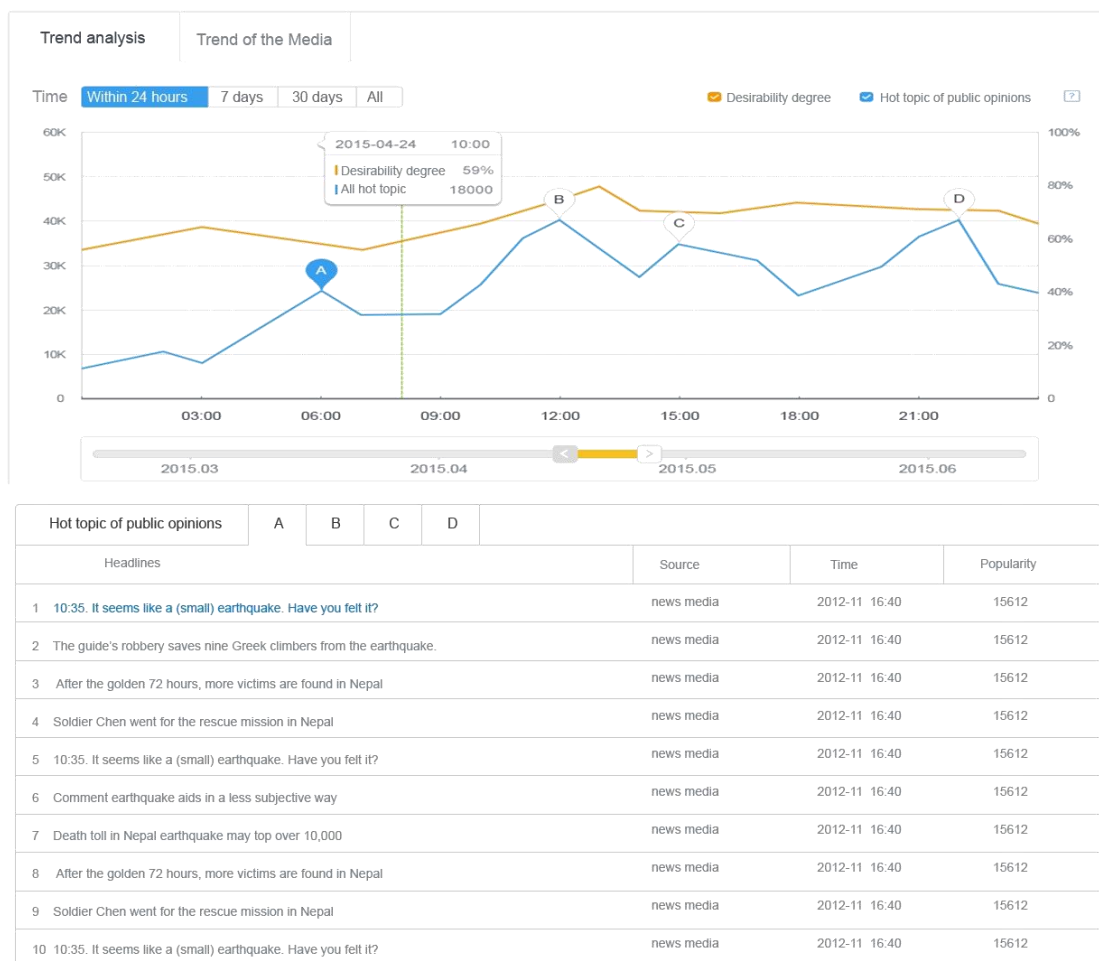 Trend analysis Trend of the Media
Time Within 24 hours 7 days 30 days All Desirability degree Hot topic of public opinions ?
60K 100%
2015-04-24 10:00
Desirability degree 59%
All hot topic 18000
50K 80%
B D
40K C
60%
30K
A
40%
20K
20%
10K
0 0
03:00 06:00 09:00 12:00 15:00 18:00 21:00
< >
2015.03 2015.04 2015.05 2015.06
Hot topic of public opinions A B C D
Headlines Source Time Popularity
1 10:35. It seems like a (small) earthquake. Have you felt it? news media 2012-11 16:40 15612
2 The guide's robbery saves nine Greek climbers from the earthquake. news media 2012-11 16:40 15612
3 After the golden 72 hours, more victims are found in Nepal news media 2012-11 16:40 15612
4 Soldier Chen went for the rescue mission in Nepal news media 2012-11 16:40 15612
5 10:35. It seems like a (small) earthquake. Have you felt it? news media 2012-11 16:40 15612
6 Comment earthquake aids in a less subjective way news media 2012-11 16:40 15612
7 Death toll in Nepal earthquake may top over 10,000 news media 2012-11 16:40 15612
8 After the golden 72 hours, more victims are found in Nepal news media 2012-11 16:40 15612
9 Soldier Chen went for the rescue mission in Nepal news media 2012-11 16:40 15612
10 10:35. It seems like a (small) earthquake. Have you felt it? news media 2012-11 16:40 15612